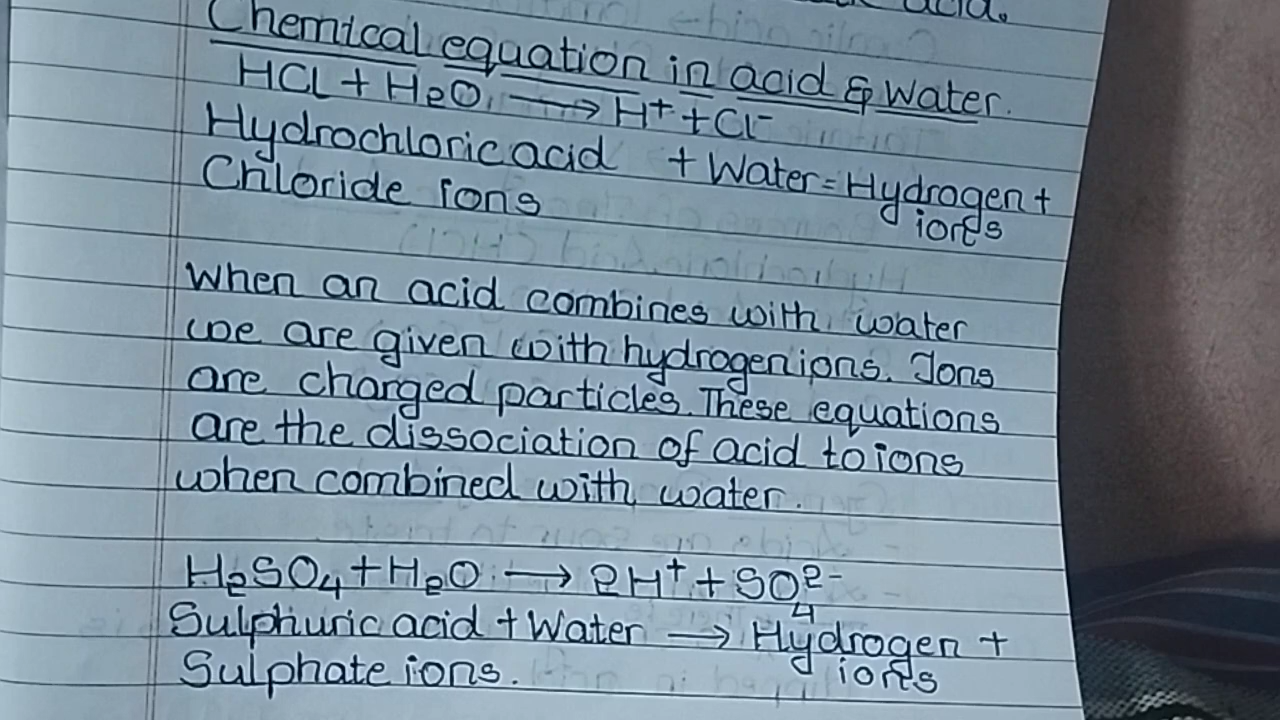 acid.
Chemical equation in acid & Water.
HCl + H₂O → H⁺ + Cl⁻
Hydrochloric acid + Water = Hydrogen ions +
Chloride ions
When an acid combines with water
we are given with hydrogen ions. Ions
are charged particles. These equations
are the dissociation of acid to ions
when combined with water.
H₂SO₄ + H₂O → 2H⁺ + SO₄²⁻
Sulphuric acid + Water → Hydrogen ions +
Sulphate ions.